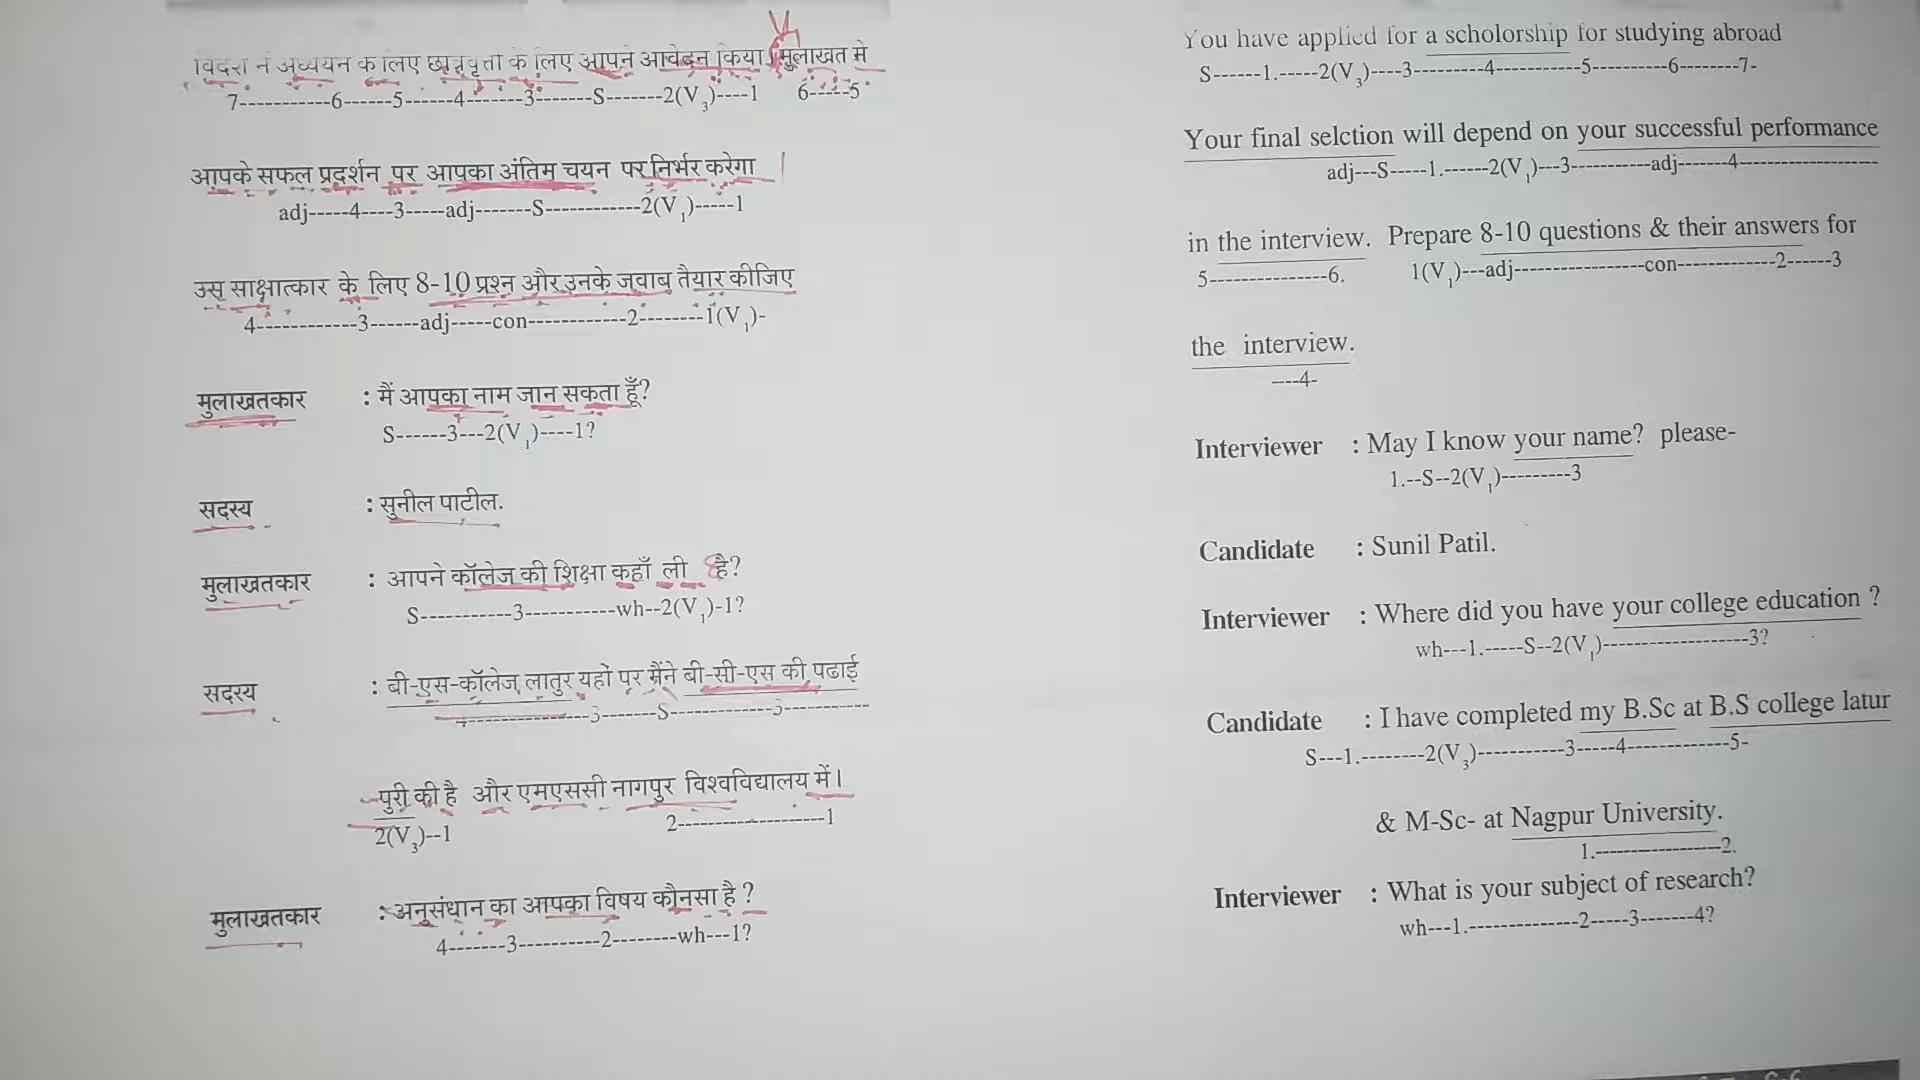 विदेश में अध्ययन के लिए छात्रवृत्ती के लिए आपने आवेदन किया। मुलाखत मे
7-----------6------5------4-------3-------S-------2(V3)----1 6-----5
आपके सफल प्रदर्शन पर आपका अंतिम चयन पर निर्भर करेगा
adj-----4----3-----adj-------S------------2(V1)-----1
उस साक्षात्कार के लिए 8-10 प्रश्न और उनके जवाब तैयार कीजिए
4------------3------adj-----con------------2--------1(V1)-
मुलाखतकार : मैं आपका नाम जान सकता हूँ?
S------3---2(V1)----1?
सदस्य : सुनील पाटील.
मुलाखतकार : आपने कॉलेज की शिक्षा कहाँ ली है?
S-----------3-----------wh--2(V1)-1?
सदस्य : बी-एस-कॉलेज लातुर यहाँ पर मैंने बी-सी-एस की पढाई
4---------------3-------S-------------3-----------
पुरी की है और एमएससी नागपुर विश्वविद्यालय में।
2(V3)--1 2--------------------1
मुलाखतकार : अनुसंधान का आपका विषय कौनसा है ?
4-------3----------2--------wh---1?
You have applied for a scholorship for studying abroad
S------1.-----2(V3)----3---------4-----------5---------6-------7-
Your final selction will depend on your successful performance
adj---S-----1.------2(V1)---3-----------adj-------4-----------------
in the interview. Prepare 8-10 questions & their answers for
5---------------6. 1(V1)---adj-----------------con-------------2------3
the interview.
----4-
Interviewer : May I know your name? please-
1.--S--2(V1)---------3
Candidate : Sunil Patil.
Interviewer : Where did you have your college education ?
wh---1.-----S--2(V1)-------------------3?
Candidate : I have completed my B.Sc at B.S college latur
S---1.--------2(V3)-----------3-----4-------------5-
& M-Sc- at Nagpur University.
1.-----------------2.
Interviewer : What is your subject of research?
wh---1.--------------2-----3-------4?